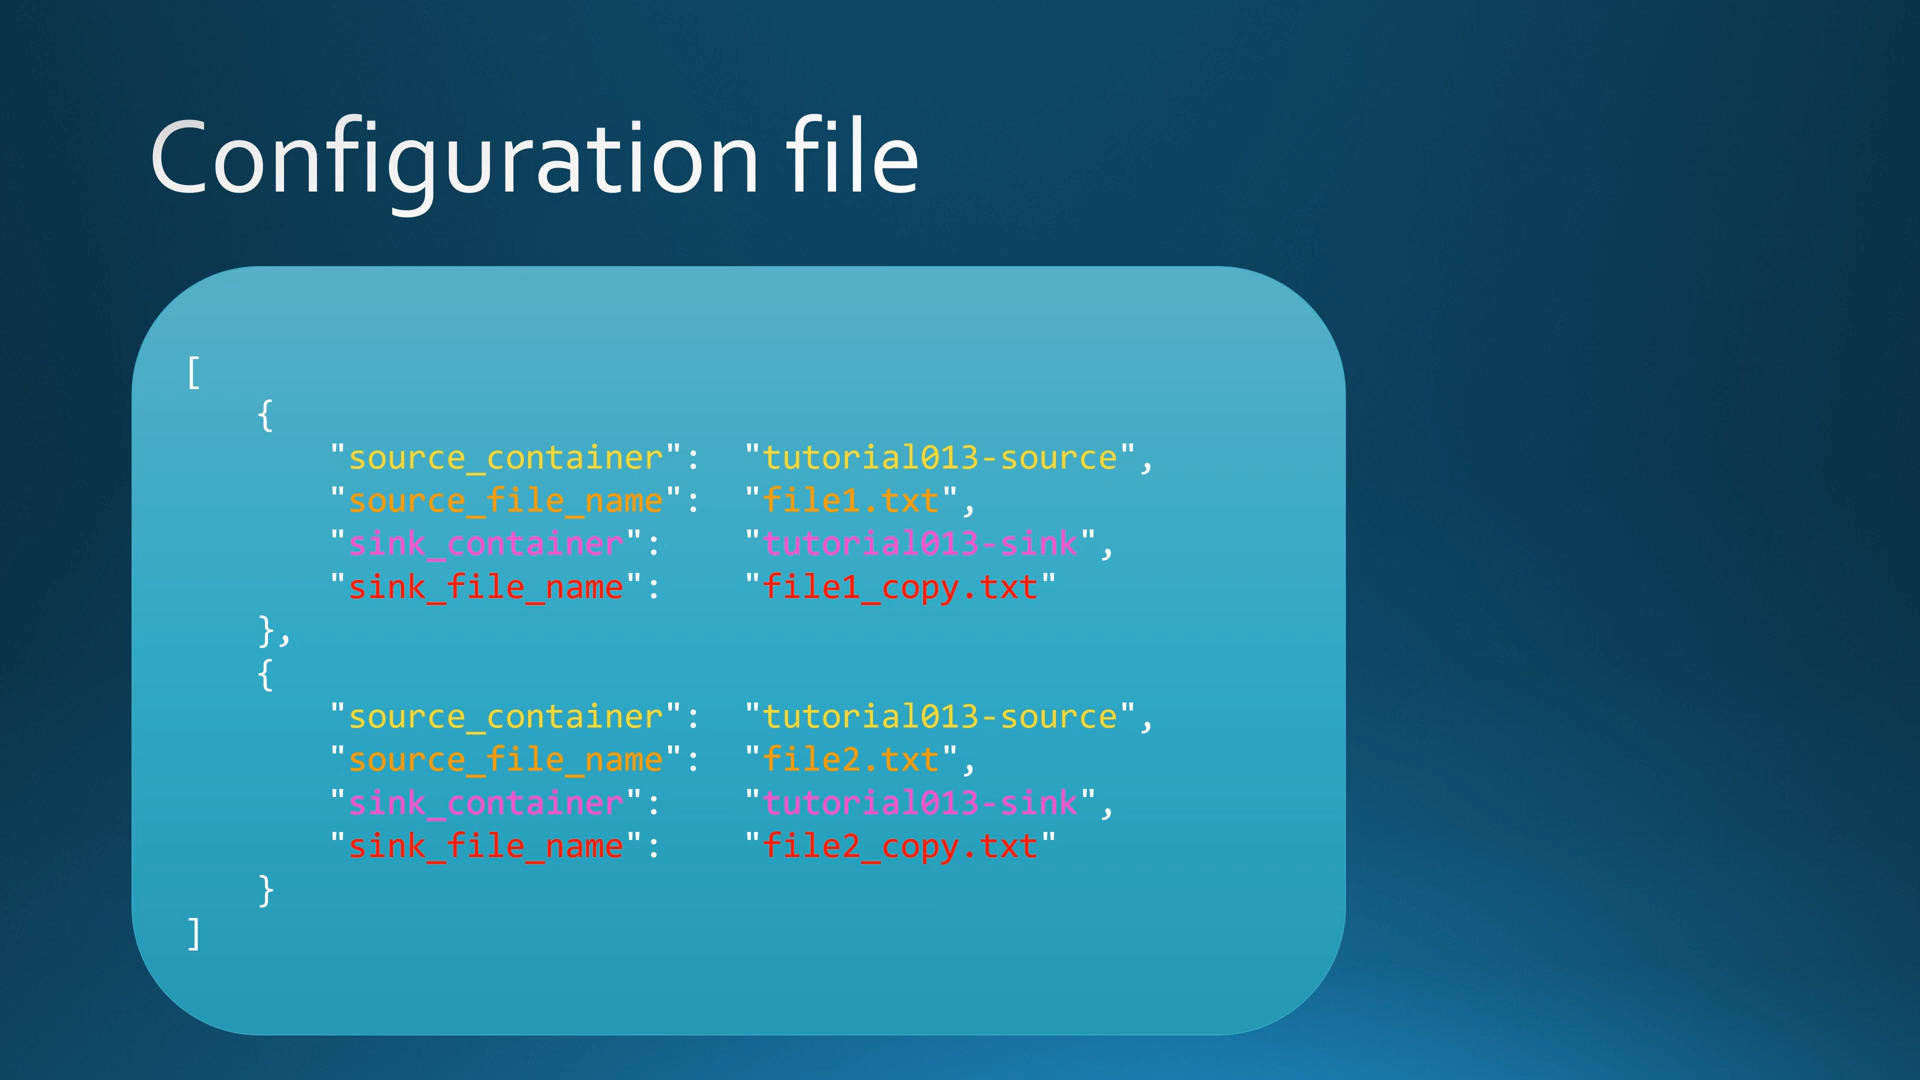 Configuration file
[
    {
        "source_container":  "tutorial013-source",
        "source_file_name":  "file1.txt",
        "sink_container":    "tutorial013-sink",
        "sink_file_name":    "file1_copy.txt"
    },
    {
        "source_container":  "tutorial013-source",
        "source_file_name":  "file2.txt",
        "sink_container":    "tutorial013-sink",
        "sink_file_name":    "file2_copy.txt"
    }
]